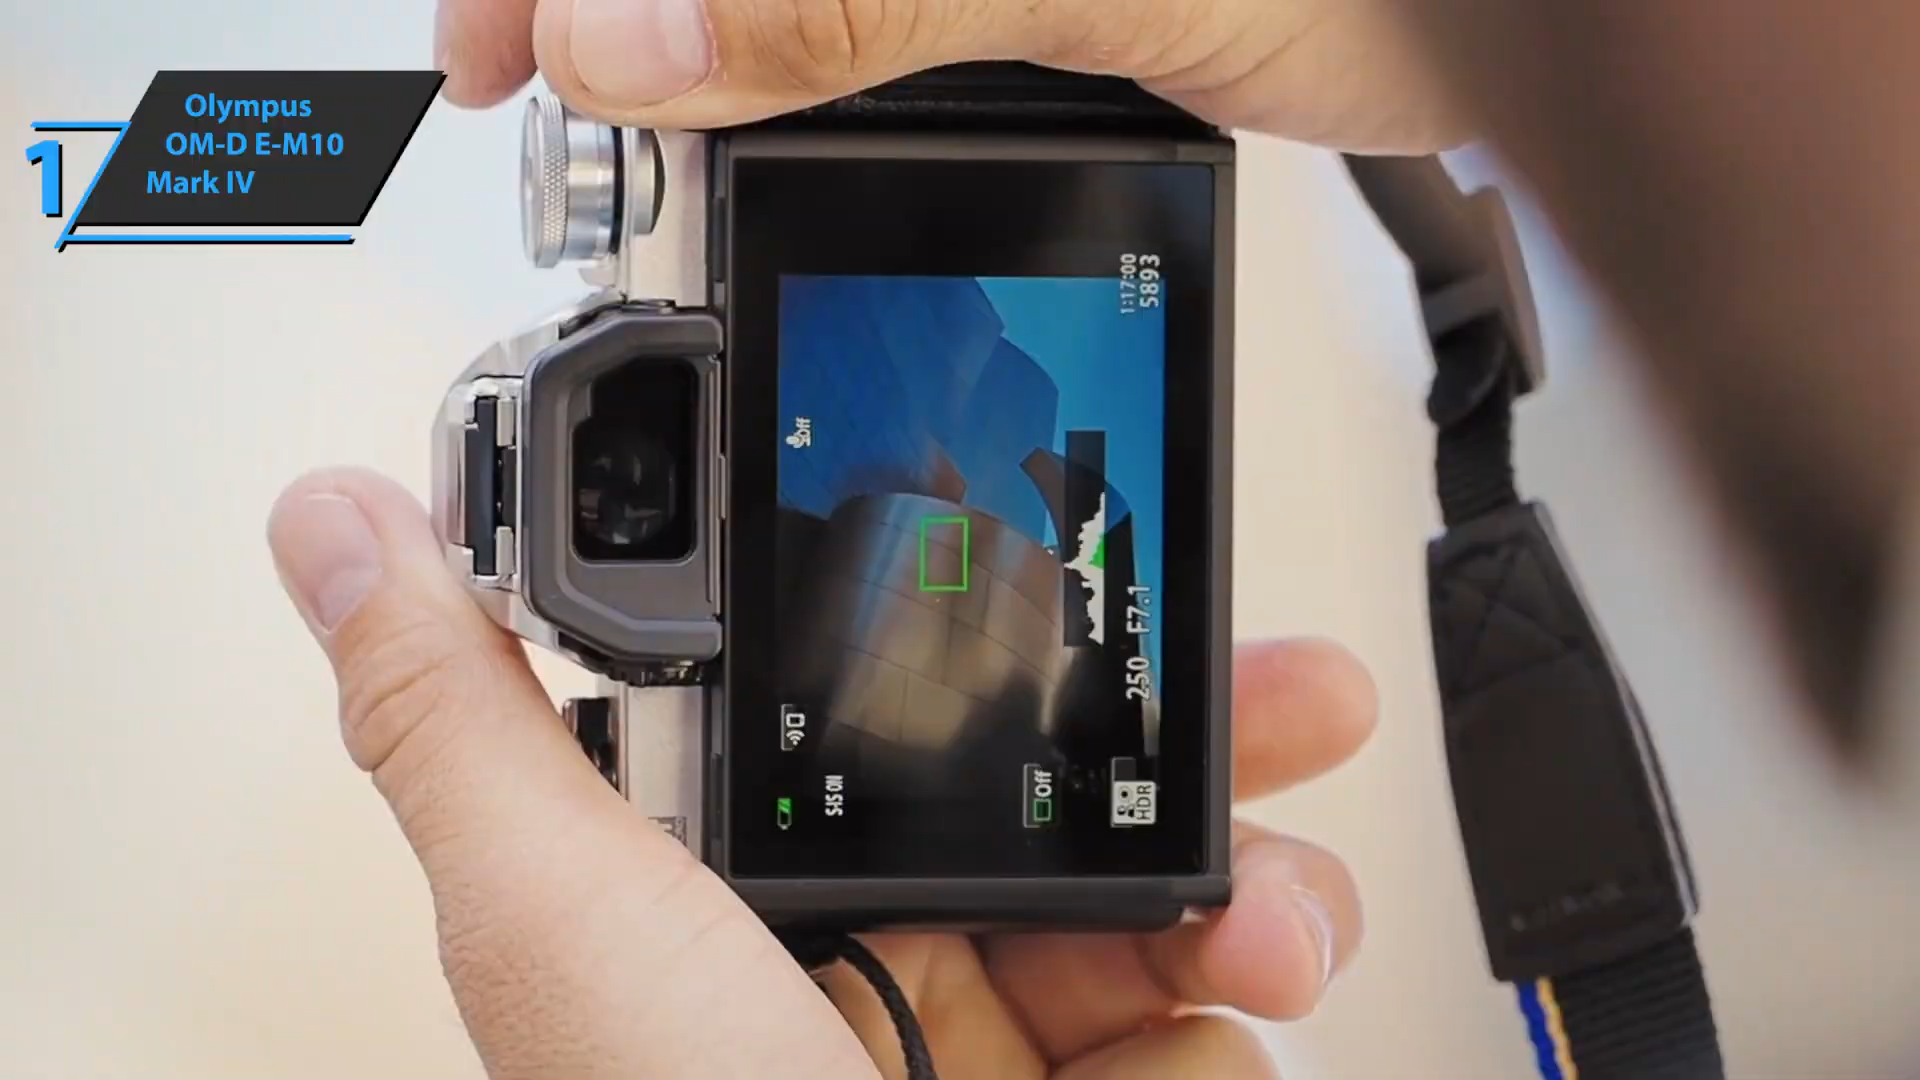 1
Olympus
OM-D E-M10
Mark IV
Off
S-IS ON
Off
HDR
250 F7.1
1:17:00
5893